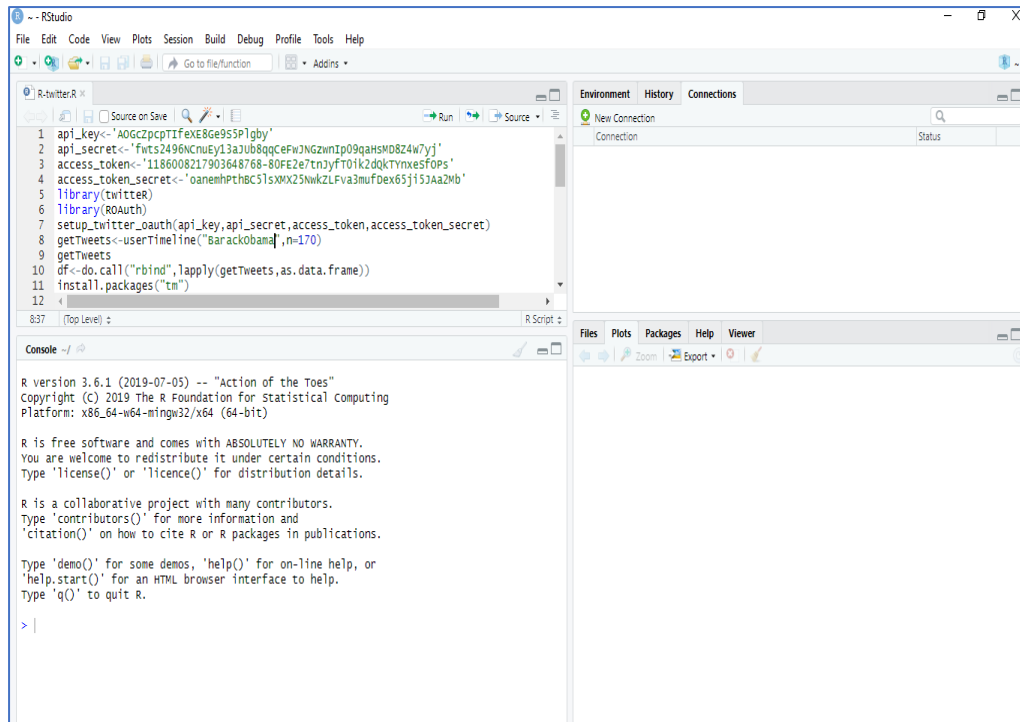 ~ - RStudio
File Edit Code View Plots Session Build Debug Profile Tools Help
Go to file/function Addins
R-twitter.R
Source on Save Run Source
1 api_key<-'AOGcZpcpTIfeXE8Ge9S5Plgby'
2 api_secret<-'fwts2496NCnuEy13aJUb8qqCeFwJNGzwnIp09qaHsMD8Z4W7yj'
3 access_token<-'1186008217903648768-8OFE2e7tnJyfTOik2dQkTYnxeSfOPs'
4 access_token_secret<-'oanemhPthBC5lsXMX25NwkZLFva3mufDex65ji5JAa2Mb'
5 library(twitteR)
6 library(ROAuth)
7 setup_twitter_oauth(api_key,api_secret,access_token,access_token_secret)
8 getTweets<-userTimeline("BarackObama",n=170)
9 getTweets
10 df<-do.call("rbind",lapply(getTweets,as.data.frame))
11 install.packages("tm")
12
8:37 (Top Level) R Script
Console ~/
R version 3.6.1 (2019-07-05) -- "Action of the Toes"
Copyright (C) 2019 The R Foundation for Statistical Computing
Platform: x86_64-w64-mingw32/x64 (64-bit)
R is free software and comes with ABSOLUTELY NO WARRANTY.
You are welcome to redistribute it under certain conditions.
Type 'license()' or 'licence()' for distribution details.
R is a collaborative project with many contributors.
Type 'contributors()' for more information and
'citation()' on how to cite R or R packages in publications.
Type 'demo()' for some demos, 'help()' for on-line help, or
'help.start()' for an HTML browser interface to help.
Type 'q()' to quit R.
>
Environment History Connections
New Connection
Connection Status
Files Plots Packages Help Viewer
Zoom Export